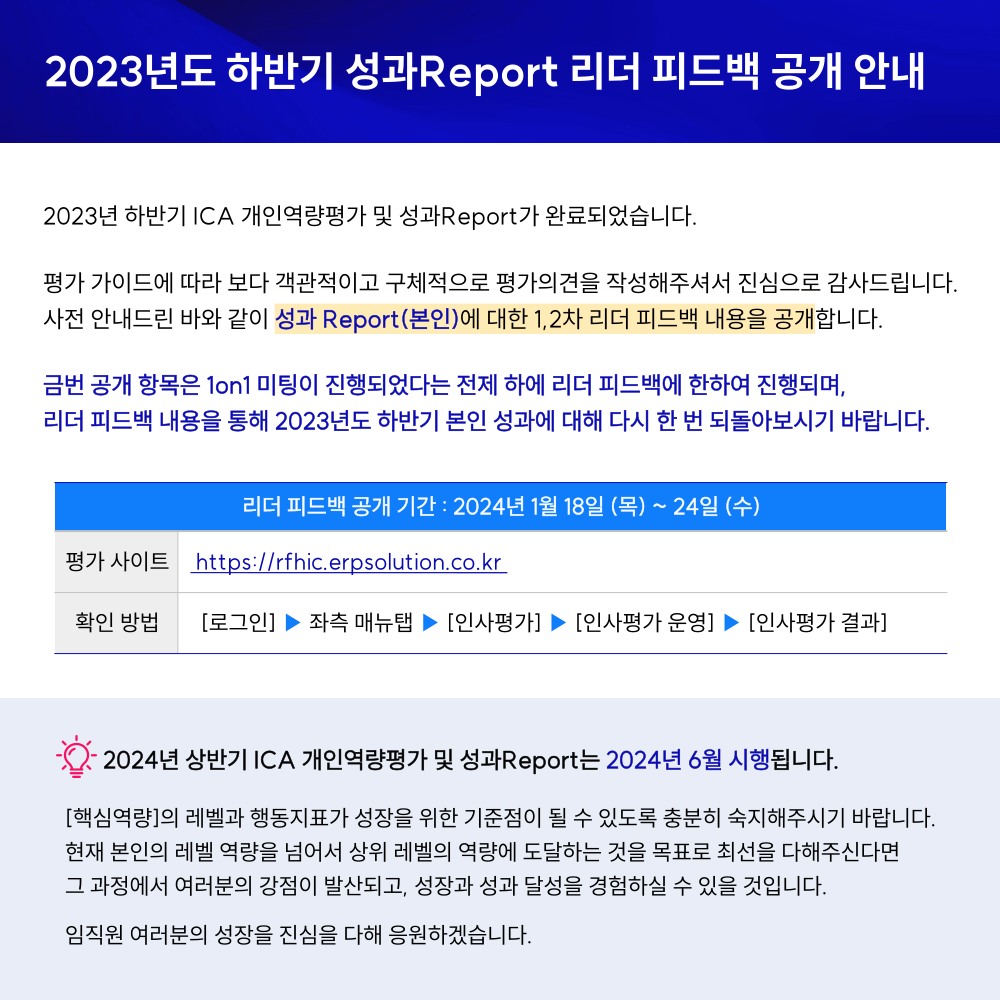 2023년도 하반기 성과Report 리더 피드백 공개 안내
2023년 하반기 ICA 개인역량평가 및 성과Report가 완료되었습니다.
평가 가이드에 따라 보다 객관적이고 구체적으로 평가의견을 작성해주셔서 진심으로 감사드립니다.
사전 안내드린 바와 같이 성과 Report(본인)에 대한 1,2차 리더 피드백 내용을 공개합니다.
금번 공개 항목은 1on1 미팅이 진행되었다는 전제 하에 리더 피드백에 한하여 진행되며,
리더 피드백 내용을 통해 2023년도 하반기 본인 성과에 대해 다시 한 번 되돌아보시기 바랍니다.
리더 피드백 공개 기간 : 2024년 1월 18일 (목) ~ 24일 (수)
평가 사이트 https://rfhic.erpsolution.co.kr
확인 방법 [로그인] ▶ 좌측 매뉴탭 ▶ [인사평가] ▶ [인사평가 운영] ▶ [인사평가 결과]
2024년 상반기 ICA 개인역량평가 및 성과Report는 2024년 6월 시행됩니다.
[핵심역량]의 레벨과 행동지표가 성장을 위한 기준점이 될 수 있도록 충분히 숙지해주시기 바랍니다.
현재 본인의 레벨 역량을 넘어서 상위 레벨의 역량에 도달하는 것을 목표로 최선을 다해주신다면
그 과정에서 여러분의 강점이 발산되고, 성장과 성과 달성을 경험하실 수 있을 것입니다.
임직원 여러분의 성장을 진심을 다해 응원하겠습니다.